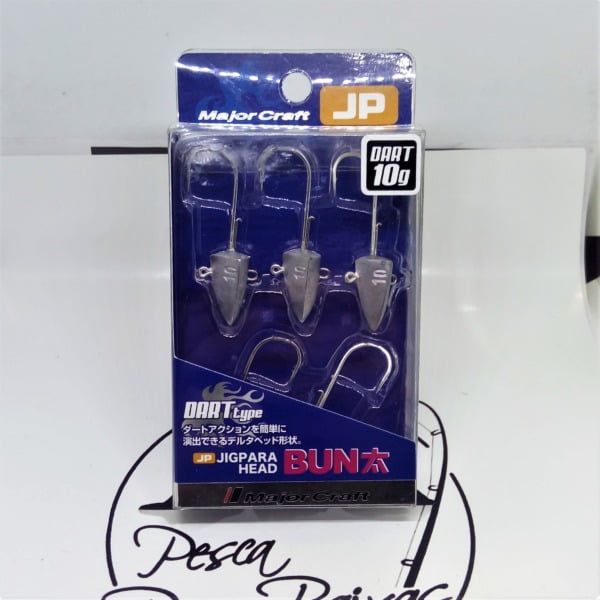 Major Craft
JP
DART
10g
10
10
10
DART type
ダートアクションを簡単に
演出できるデルタヘッド形状。
JP JIGPARA
HEAD
BUN太
Major Craft
Pesca